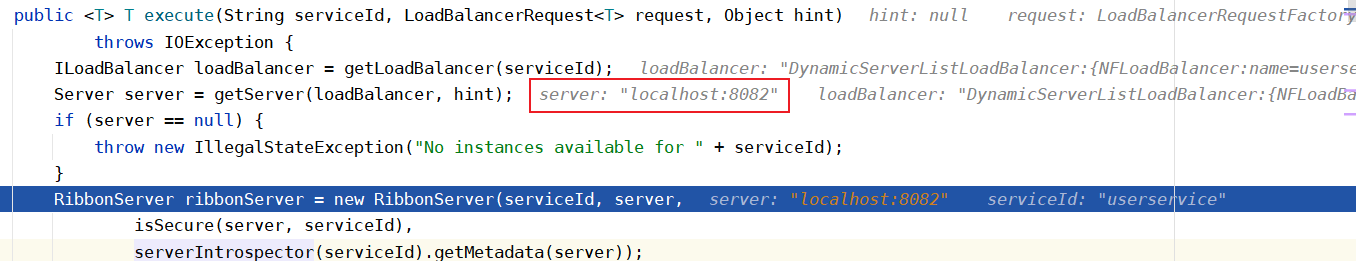 public <T> T execute(String serviceId, LoadBalancerRequest<T> request, Object hint)   hint: null    request: LoadBalancerRequestFactory
        throws IOException {
    ILoadBalancer loadBalancer = getLoadBalancer(serviceId);   loadBalancer: "DynamicServerListLoadBalancer:{NFLoadBalancer:name=userse
    Server server = getServer(loadBalancer, hint);   server: "localhost:8082"    loadBalancer: "DynamicServerListLoadBalancer:{NFLoadBa
    if (server == null) {
        throw new IllegalStateException("No instances available for " + serviceId);
    }
    RibbonServer ribbonServer = new RibbonServer(serviceId, server,   server: "localhost:8082"    serviceId: "userservice"
            isSecure(server, serviceId),
            serverIntrospector(serviceId).getMetadata(server));